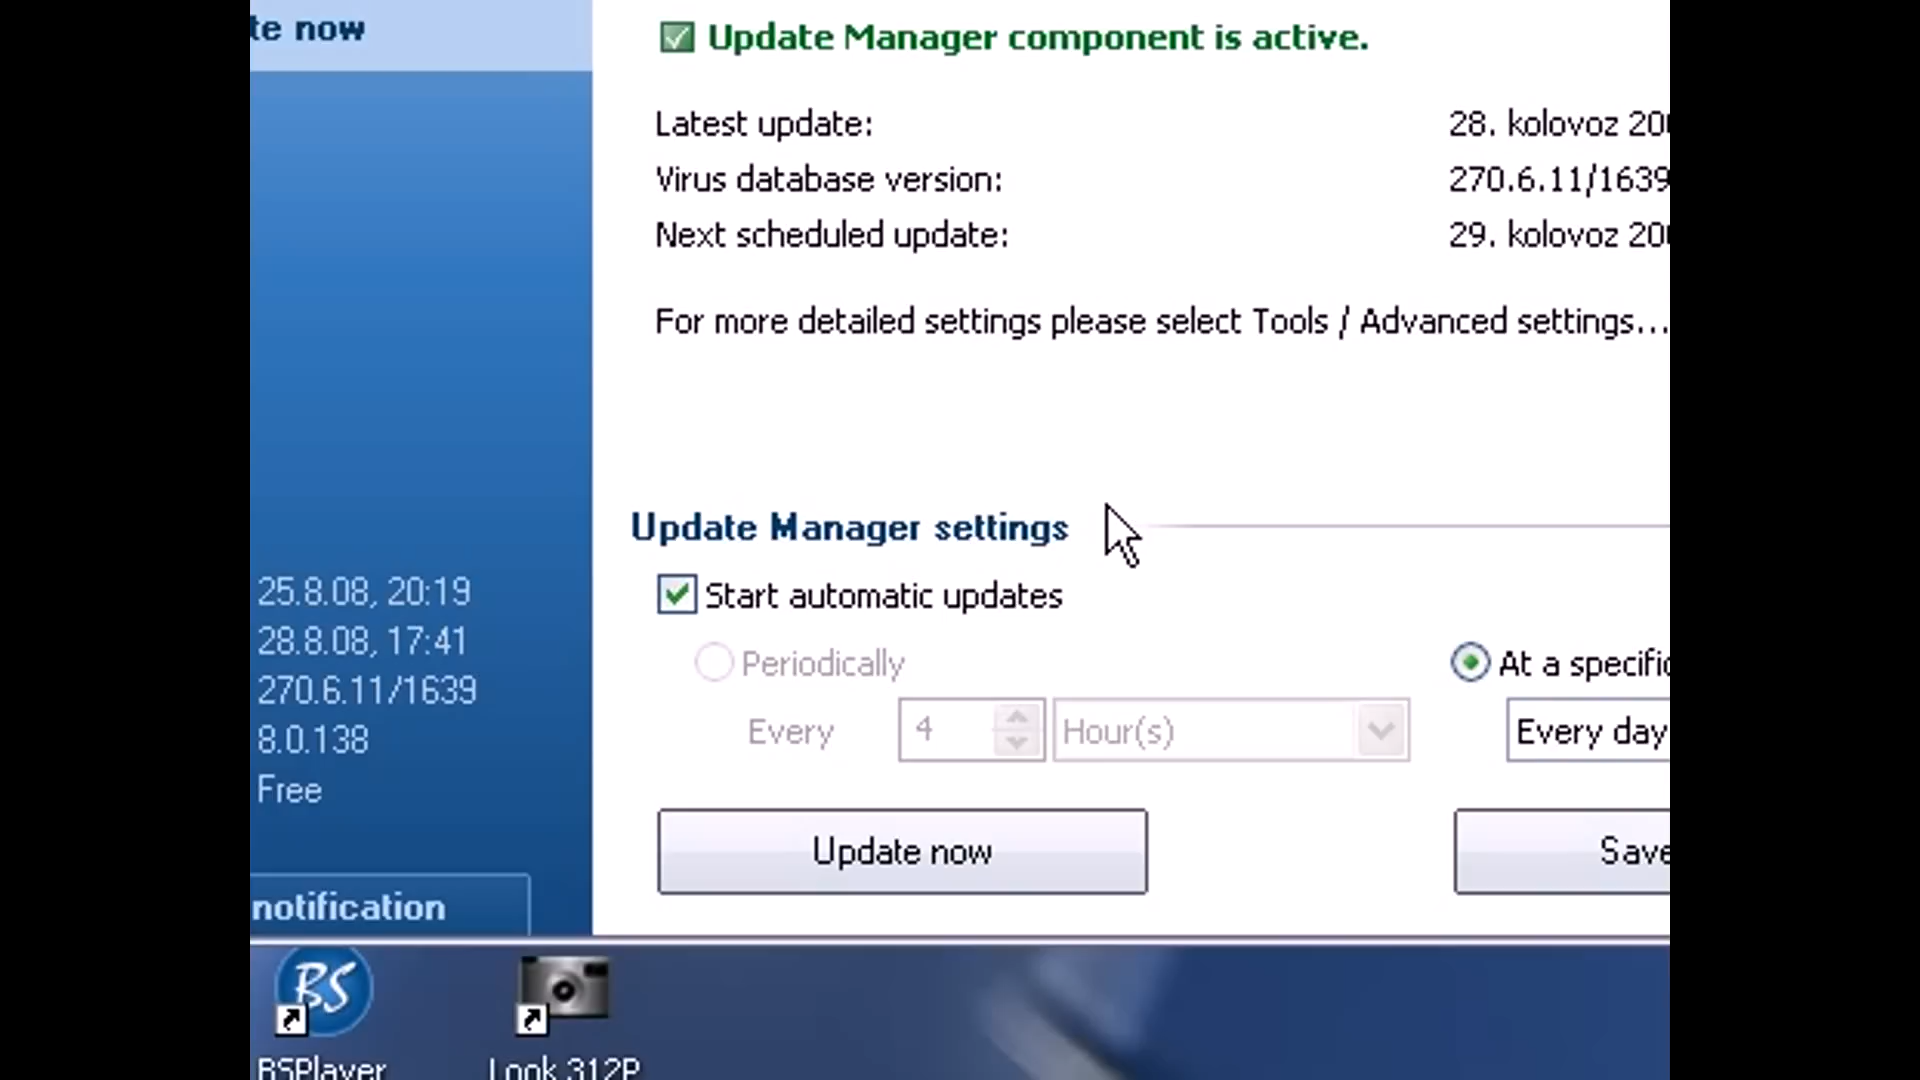 te now
Update Manager component is active.
Latest update: 28. kolovoz 20
Virus database version: 270.6.11/1639
Next scheduled update: 29. kolovoz 20
For more detailed settings please select Tools / Advanced settings...
Update Manager settings
Start automatic updates
Periodically At a specific
Every 4 Hour(s) Every day
25.8.08, 20:19
28.8.08, 17:41
270.6.11/1639
8.0.138
Free
Update now Save
notification
BS
BSPlayer Look 312P